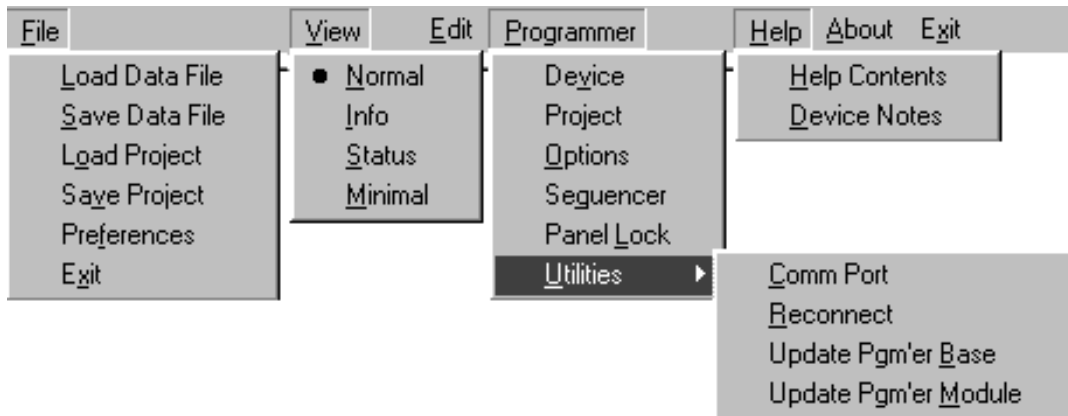 File View Edit Programmer Help About Exit
Load Data File
Save Data File
Load Project
Save Project
Preferences
Exit
Normal
Info
Status
Minimal
Device
Project
Options
Seguencer
Panel Lock
Utilities
Comm Port
Reconnect
Update Pgm'er Base
Update Pgm'er Module
Help Contents
Device Notes